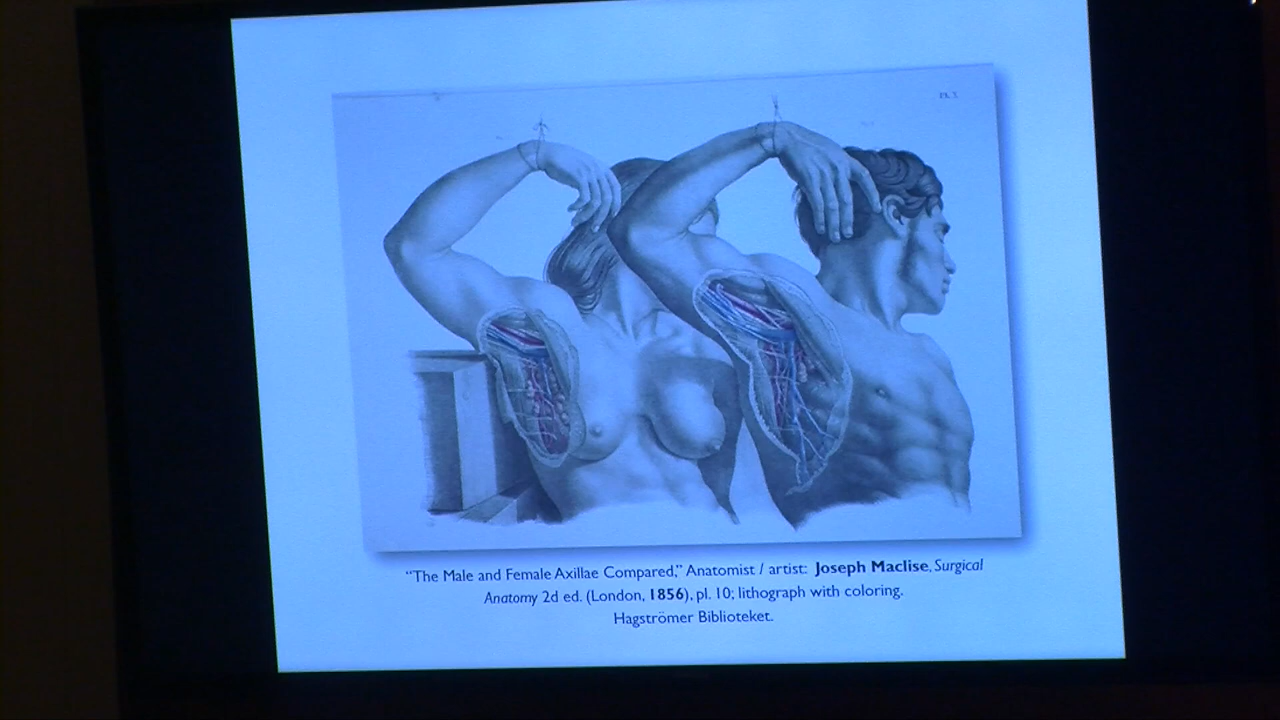 "The Male and Female Axillae Compared," Anatomist / artist: Joseph Maclise, Surgical
Anatomy 2d ed. (London, 1856), pl. 10; lithograph with coloring.
Hagströmer Biblioteket.